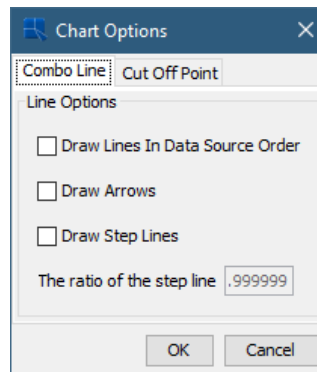 Chart Options
Combo Line
Cut Off Point
Line Options
Draw Lines In Data Source Order
Draw Arrows
Draw Step Lines
The ratio of the step line .999999
OK
Cancel